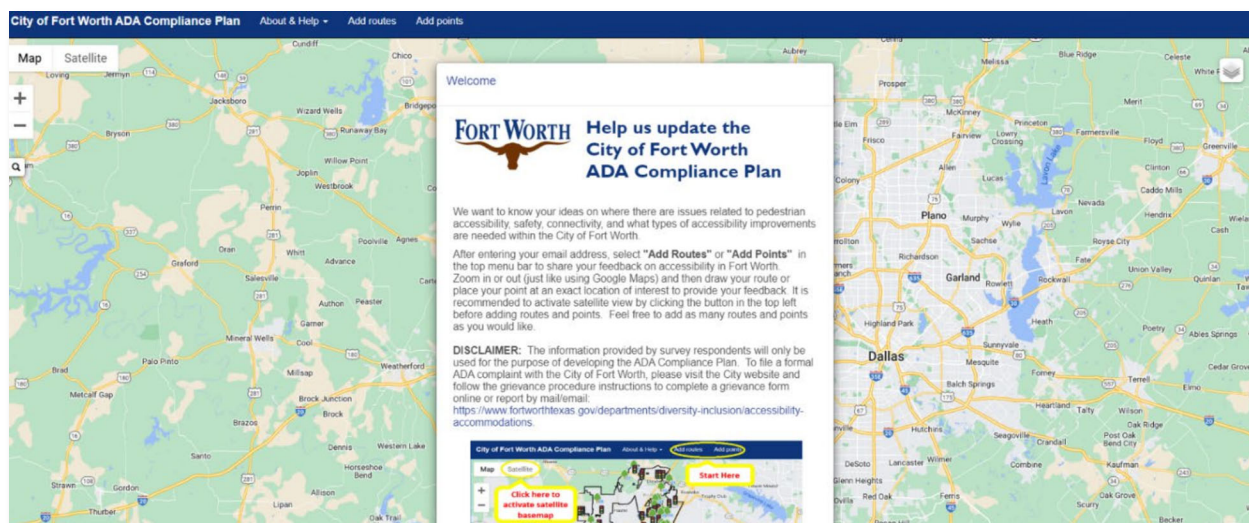 City of Fort Worth ADA Compliance Plan About & Help Add routes Add points
Map Satellite
Welcome
FORT WORTH
Help us update the
City of Fort Worth
ADA Compliance Plan
We want to know your ideas on where there are issues related to pedestrian
accessibility, safety, connectivity, and what types of accessibility improvements
are needed within the City of Fort Worth.
After entering your email address, select "Add Routes" or "Add Points" in
the top menu bar to share your feedback on accessibility in Fort Worth.
Zoom in or out (just like using Google Maps) and then draw your route or
place your point at an exact location of interest to provide your feedback. It is
recommended to activate satellite view by clicking the button in the top left
before adding routes and points. Feel free to add as many routes and points
as you would like.
DISCLAIMER: The information provided by survey respondents will only be
used for the purpose of developing the ADA Compliance Plan. To file a formal
ADA complaint with the City of Fort Worth, please visit the City website and
follow the grievance procedure instructions to complete a grievance form
online or report by mail/email:
https://www.fortworthtexas.gov/departments/diversity-inclusion/accessibility-
accommodations.
City of Fort Worth ADA Compliance Plan About & Help Add routes Add points
Map Satellite
Start Here
Click here to
activate satellite
basemap
Cundiff
Chico
Loving
Jermyn
Jacksboro
Wizard Wells
Bryson
Runaway Bay
Willow Point
Joplin
Westbrook
Perrin
Oran
Whitt
Poolville
Agnes
Graford
Advance
Salesville
Authon
Peaster
Garner
Mineral Wells
Cool
Palo Pinto
Weatherford
Brad
Millsap
Metcalf Gap
Brock Junction
Brock
Brazos
Dennis
Western Lake
Santo
Horseshoe
Bend
Strawn
Gordon
Allison
Thurber
Lipan
Oak Trail
Aubrey
Celina
Melissa
Blue Ridge
Celeste
Prosper
McKinney
Merit
Princeton
Frisco
Fairview
Lowry
Crossing
Farmersville
Floyd
Greenville
Allen
Lucas
Lavon Lake
Clinton
Caddo Mills
Plano
Murphy
Wylie
Lavon
Nevada
Hendrix
Sachse
Royse City
Cash
Richardson
Fate
Union Valley
Garland
Rowlett
Rockwall
Quinlan
Highland Park
Heath
Poetry
Ables Springs
Sunnyvale
Dallas
Mesquite
Forney
Terrell
Elmo
Balch Springs
Heartland
Talty
Wilson
Hutchins
Seagoville
Crandall
Oak Ridge
Post Oak
Bend City
DeSoto
Lancaster
Wilmer
Combine
Kaufman
Glenn Heights
Ovilla
Red Oak
Ferris
Oak Grove
Scurry
Becker